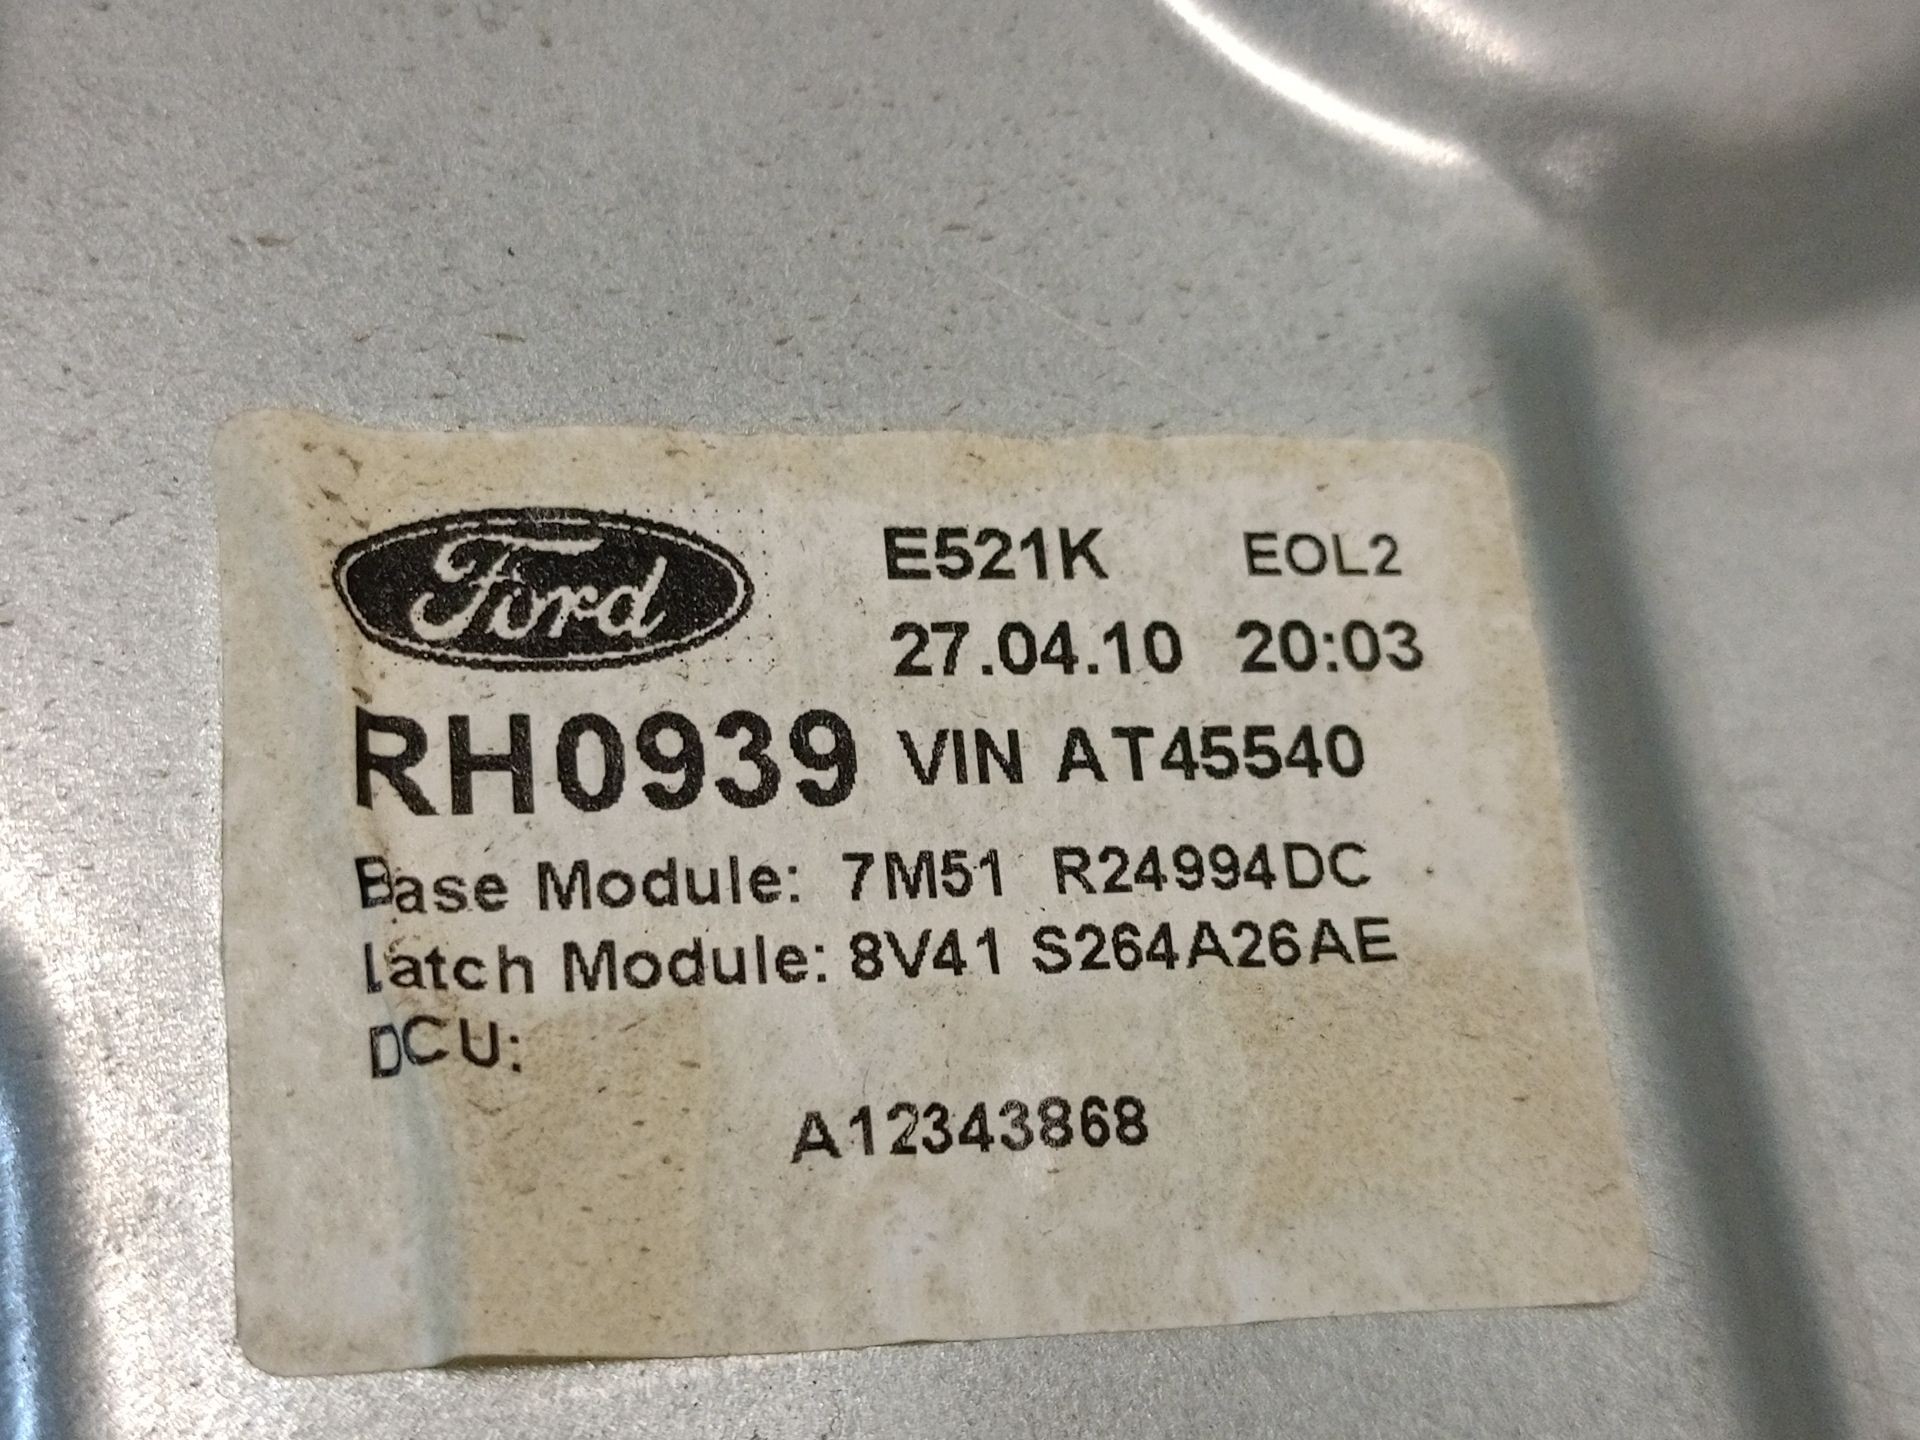 Ford E521K EOL2
27.04.10 20:03
RH0939 VIN AT45540
Base Module: 7M51 R24994DC
Latch Module: 8V41 S264A26AE
DCU:
A12343868